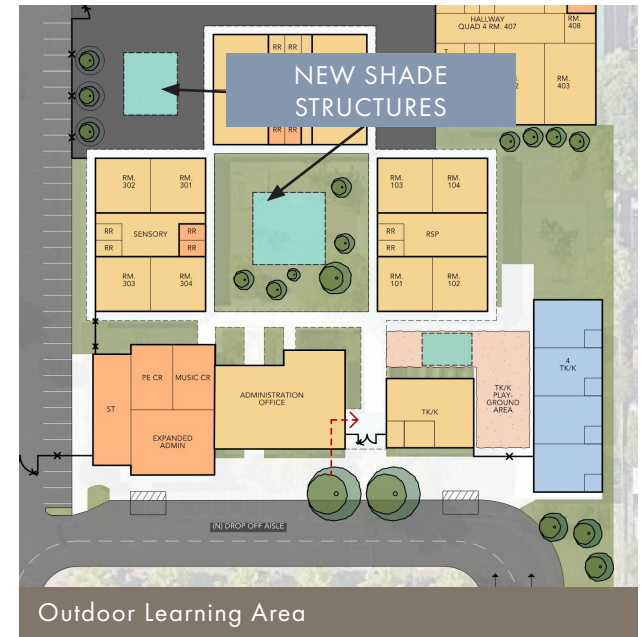 HALLWAY
QUAD 4 RM. 407
RM.
408
RR RR
NEW SHADE
STRUCTURES
RM.
403
RR RR
RM.
302
RM.
301
RR
RR
SENSORY
RR
RR
RM.
303
RM.
304
RM.
103
RM.
104
RR
RR
RSP
RM.
101
RM.
102
ST
PE CR
MUSIC CR
EXPANDED
ADMIN
ADMINISTRATION
OFFICE
TK/K
TK/K
PLAY-
GROUND
AREA
4
TK/K
(N) DROP OFF AISLE
Outdoor Learning Area